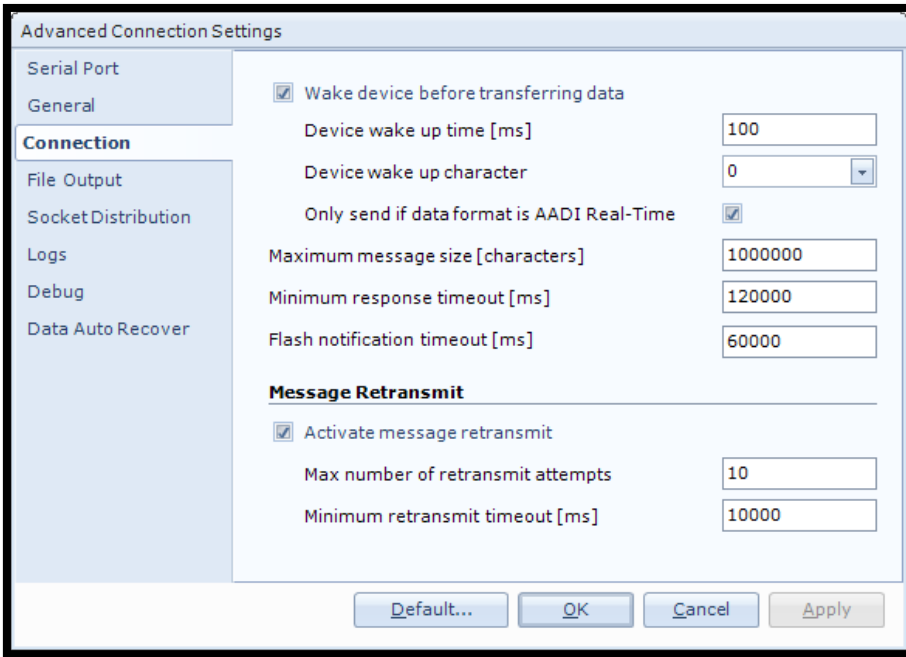 Advanced Connection Settings
Serial Port
General
Connection
File Output
Socket Distribution
Logs
Debug
Data Auto Recover
Wake device before transferring data
Device wake up time [ms] 100
Device wake up character 0
Only send if data format is AADI Real-Time
Maximum message size [characters] 1000000
Minimum response timeout [ms] 120000
Flash notification timeout [ms] 60000
Message Retransmit
Activate message retransmit
Max number of retransmit attempts 10
Minimum retransmit timeout [ms] 10000
Default... OK Cancel Apply